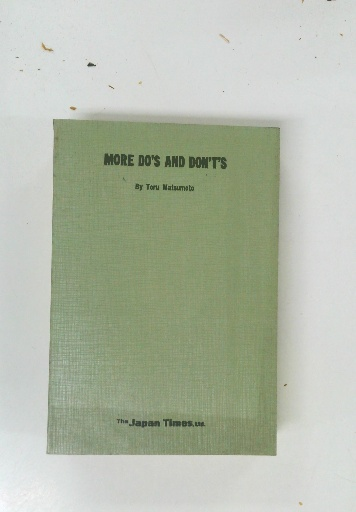 MORE DO'S AND DON'T'S
By Toru Matsumoto
The Japan Times, Ltd.